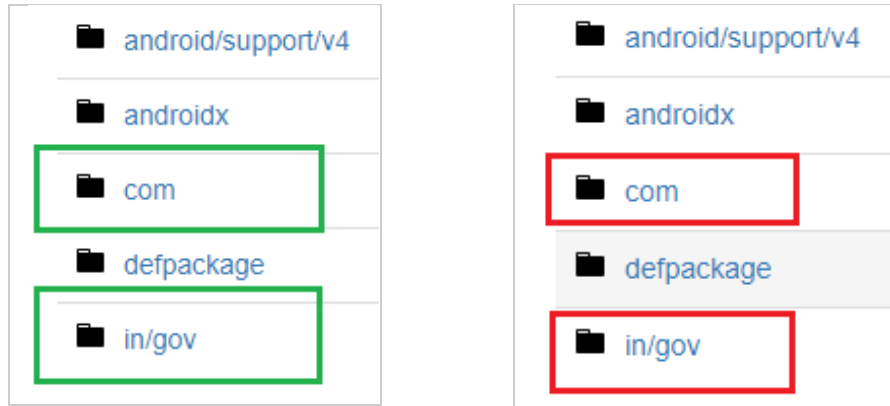 android/support/v4
androidx
com
defpackage
in/gov
android/support/v4
androidx
com
defpackage
in/gov